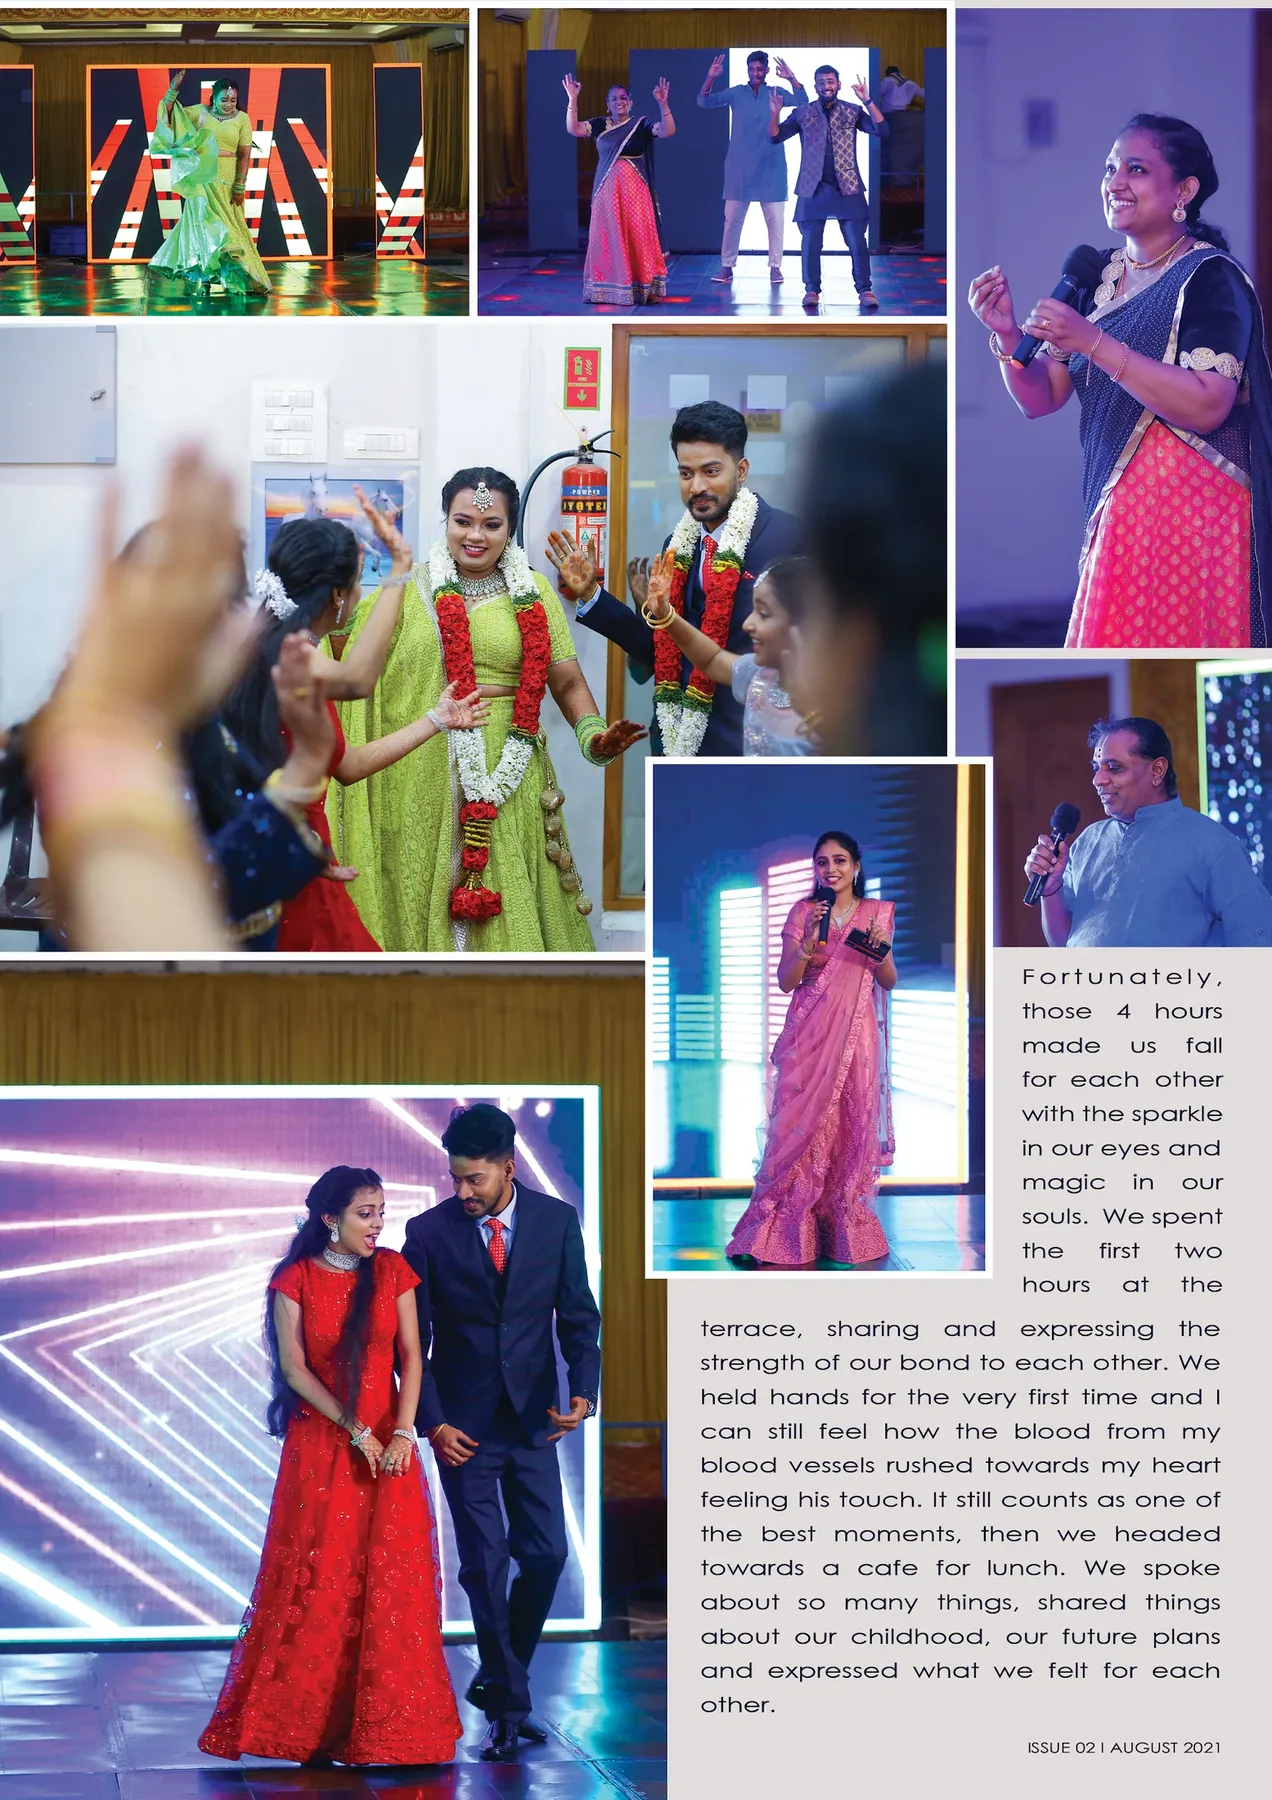 FIRE
EXTINGUISHER
POWDER
Fortunately,
those 4 hours
made us fall
for each other
with the sparkle
in our eyes and
magic in our
souls. We spent
the first two
hours at the
terrace, sharing and expressing the
strength of our bond to each other. We
held hands for the very first time and I
can still feel how the blood from my
blood vessels rushed towards my heart
feeling his touch. It still counts as one of
the best moments, then we headed
towards a cafe for lunch. We spoke
about so many things, shared things
about our childhood, our future plans
and expressed what we felt for each
other.
ISSUE 02 I AUGUST 2021